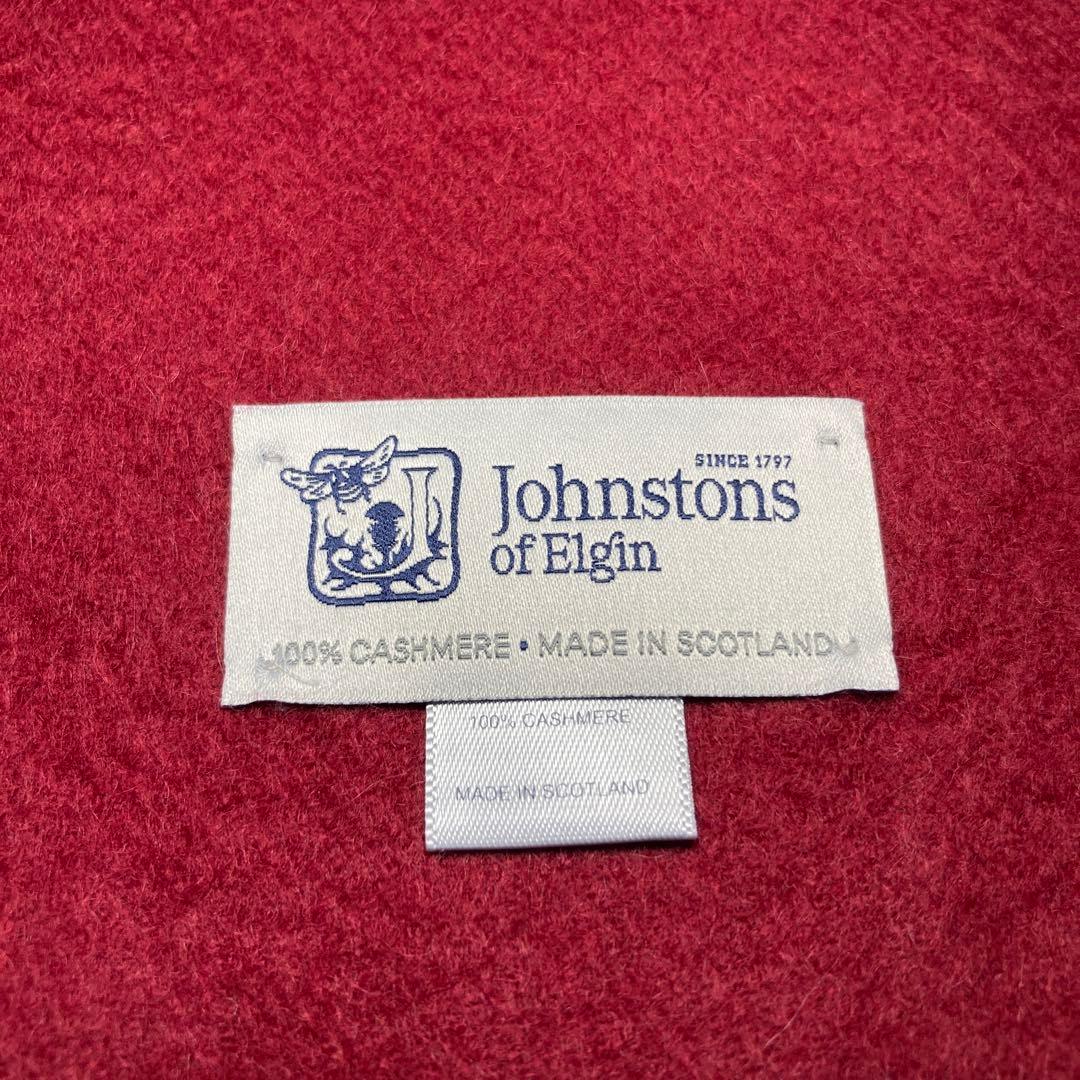 SINCE 1797
Johnstons
of Elgin
100% CASHMERE • MADE IN SCOTLAND
100% CASHMERE
MADE IN SCOTLAND